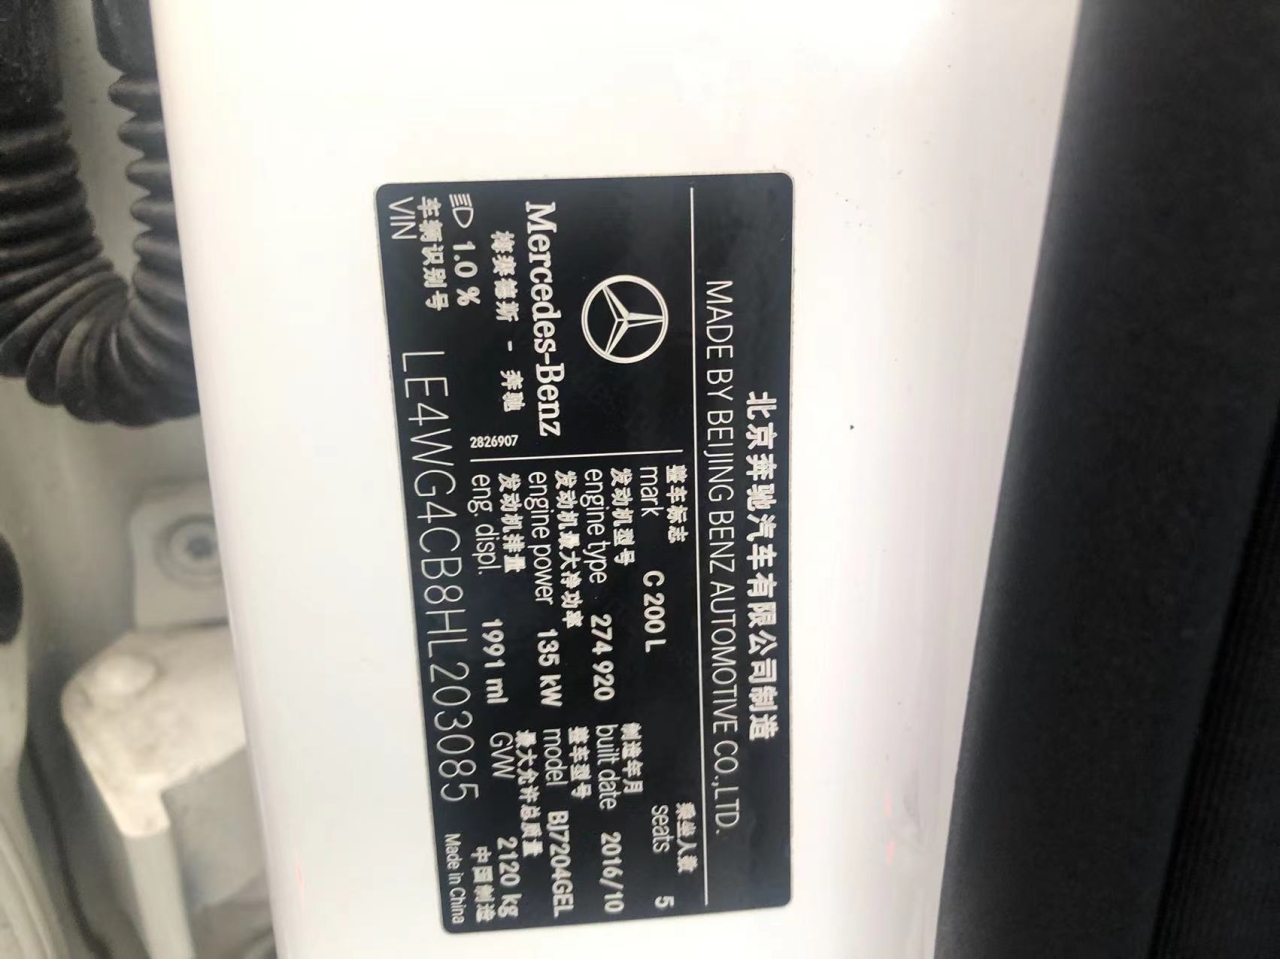 北京奔驰汽车有限公司制造
MADE BY BEIJING BENZ AUTOMOTIVE CO.,LTD.
整车标志
mark C 200 L
乘坐人数
seats 5
发动机型号
engine type 274 920
制造年月
built date 2016/10
发动机最大净功率
engine power 135 kW
整车型号
model BJ7204GEL
发动机排量
eng. displ. 1991 ml
最大允许总质量
GVW 2120 kg
Mercedes-Benz
梅赛德斯 - 奔驰
2826907
1.0 %
车辆识别号
VIN LE4WG4CB8HL203085
中国制造
Made in China